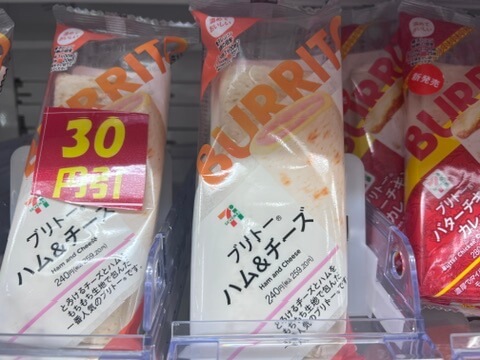 BURRITO
30
円引
ブリトー®
ハム&チーズ
Ham and Cheese
240円(税込259.20円)
とろけるチーズとハムを
もちもち生地で包んだ
一番人気のブリトー®です。
BURRITO
ブリトー®
ハム&チーズ
Ham and Cheese
240円(税込259.20円)
とろけるチーズとハムを
もちもち生地で包んだ
一番人気のブリトー®です。
新発売
BURRITO
ブリトー
バターチキ
カレ